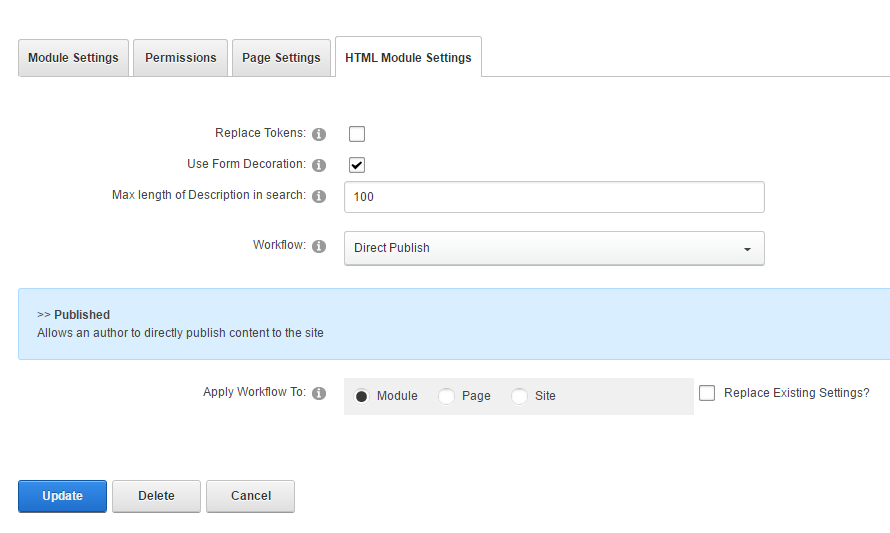 Module Settings Permissions Page Settings HTML Module Settings
Replace Tokens:
Use Form Decoration:
Max length of Description in search: 100
Workflow: Direct Publish
>> Published
Allows an author to directly publish content to the site
Apply Workflow To: Module Page Site Replace Existing Settings?
Update Delete Cancel